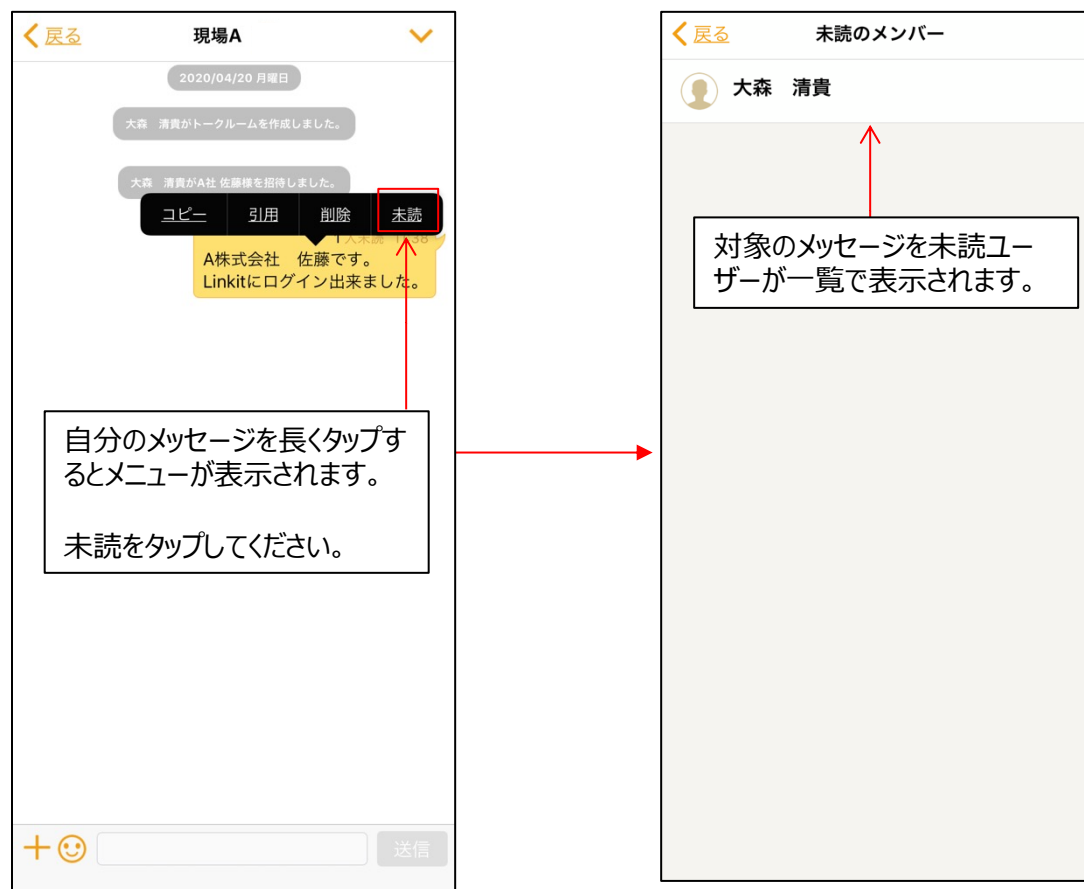 戻る
現場A
2020/04/20 月曜日
大森　清貴がトークルームを作成しました。
大森　清貴がA社 佐藤様を招待しました。
コピー
引用
削除
未読
1人未読
A株式会社　佐藤です。
Linkitにログイン出来ました。
自分のメッセージを長くタップす
るとメニューが表示されます。
未読をタップしてください。
送信
戻る
未読のメンバー
大森　清貴
対象のメッセージを未読ユー
ザーが一覧で表示されます。